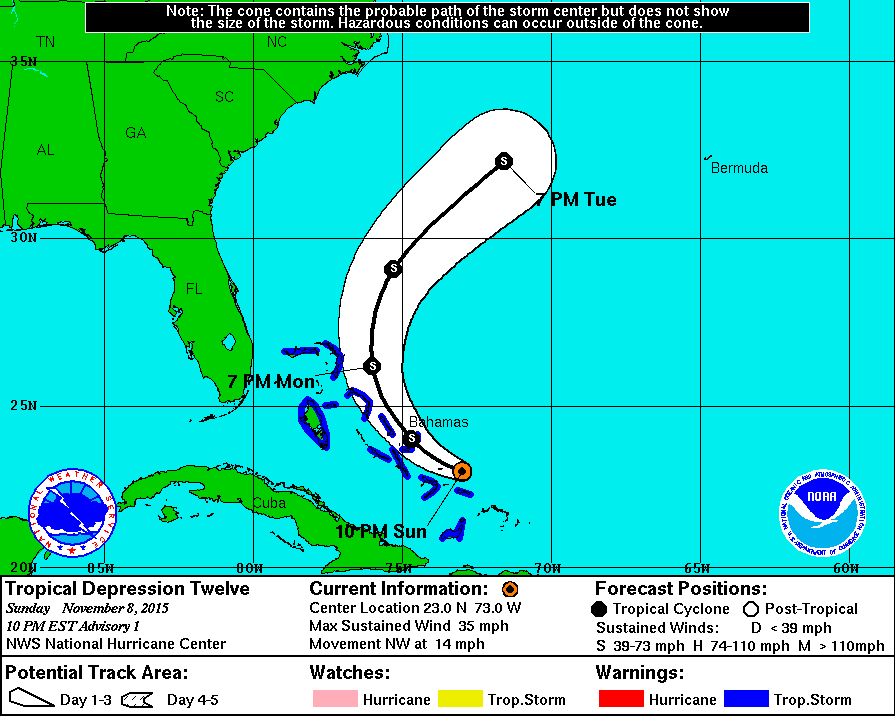 Note: The cone contains the probable path of the storm center but does not show
the size of the storm. Hazardous conditions can occur outside of the cone.
TN
NC
35N
SC
AL
GA
S
Bermuda
7 PM Tue
30N
S
FL
S
7 PM Mon
25N
Bahamas
S
NATIONAL WEATHER SERVICE
NOAA
Cuba
10 PM Sun
20N
85W
80W
75W
70W
65W
60W
Tropical Depression Twelve
Sunday November 8, 2015
10 PM EST Advisory 1
NWS National Hurricane Center
Current Information:
Center Location 23.0 N 73.0 W
Max Sustained Wind 35 mph
Movement NW at 14 mph
Forecast Positions:
Tropical Cyclone Post-Tropical
Sustained Winds: D < 39 mph
S 39-73 mph H 74-110 mph M > 110mph
Potential Track Area:
Day 1-3 Day 4-5
Watches:
Hurricane Trop.Storm
Warnings:
Hurricane Trop.Storm